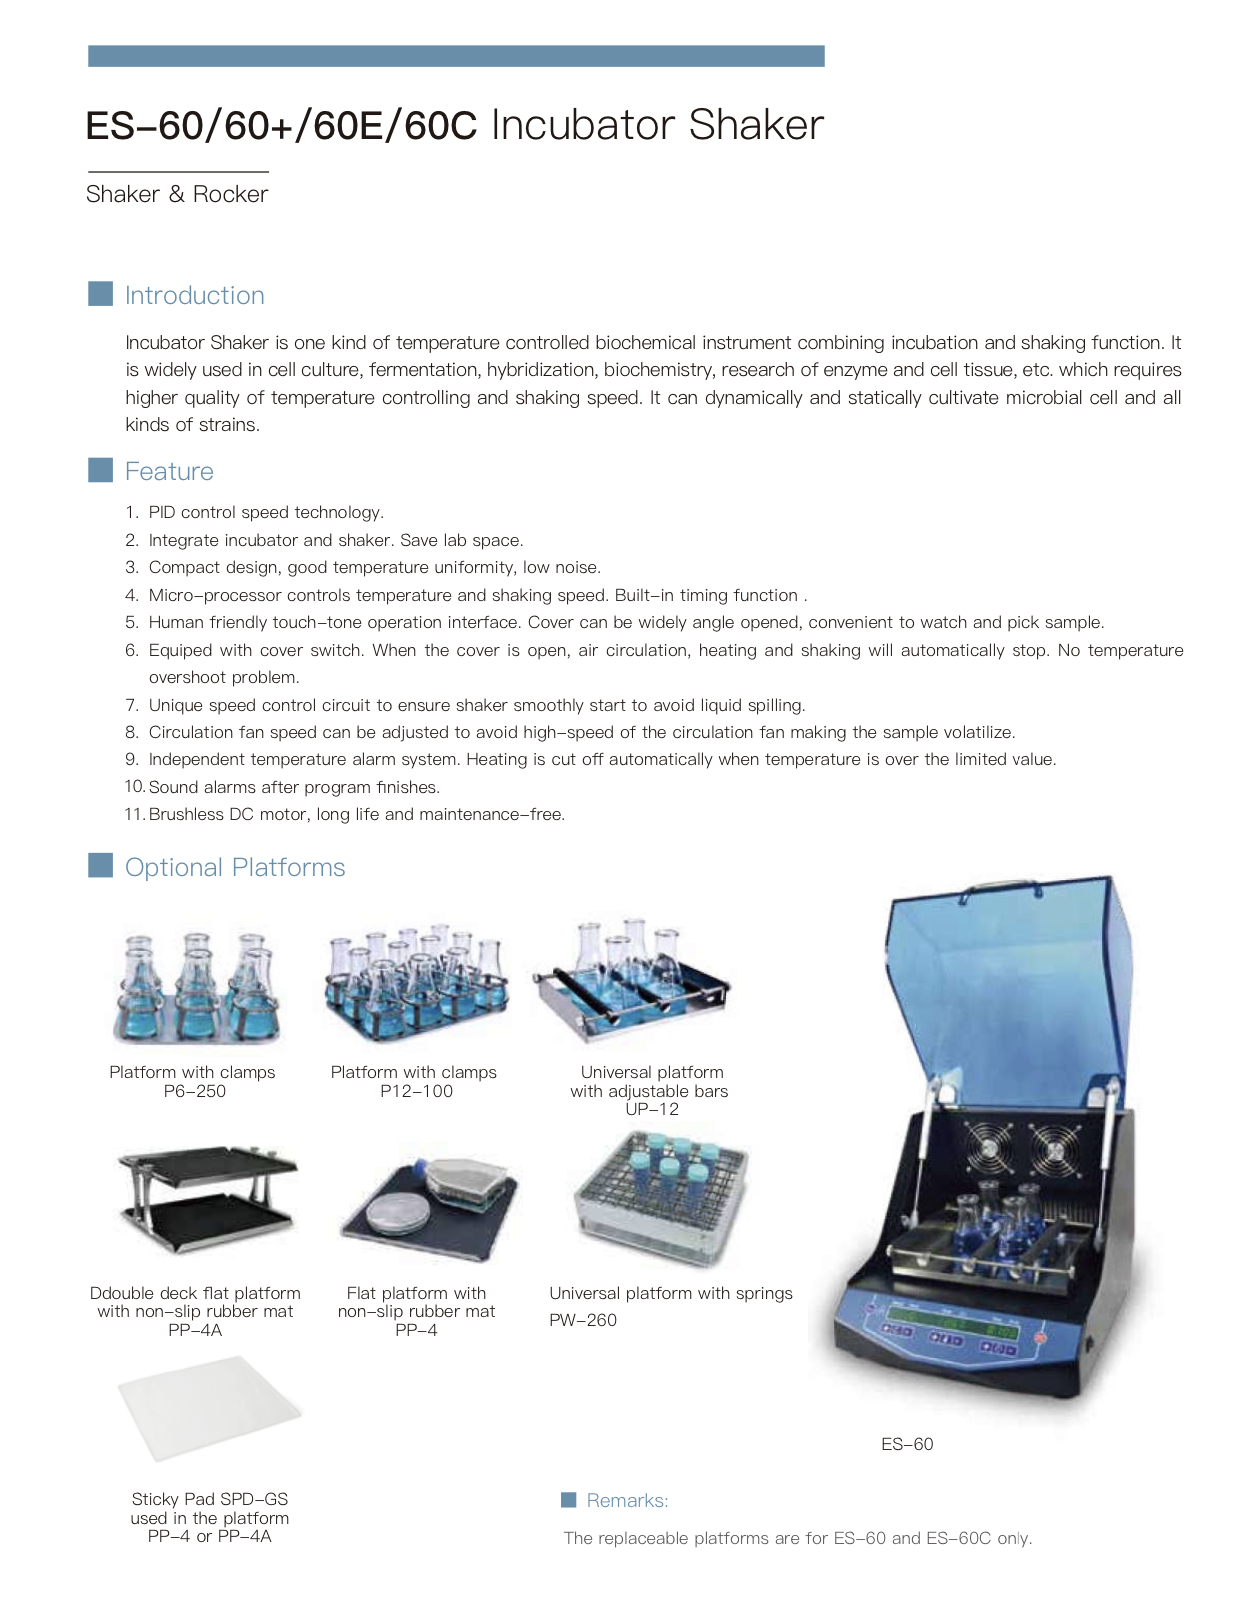 ES-60/60+/60E/60C Incubator Shaker
Shaker & Rocker
Introduction
Incubator Shaker is one kind of temperature controlled biochemical instrument combining incubation and shaking function. It
is widely used in cell culture, fermentation, hybridization, biochemistry, research of enzyme and cell tissue, etc. which requires
higher quality of temperature controlling and shaking speed. It can dynamically and statically cultivate microbial cell and all
kinds of strains.
Feature
1. PID control speed technology.
2. Integrate incubator and shaker. Save lab space.
3. Compact design, good temperature uniformity, low noise.
4. Micro-processor controls temperature and shaking speed. Built-in timing function .
5. Human friendly touch-tone operation interface. Cover can be widely angle opened, convenient to watch and pick sample.
6. Equiped with cover switch. When the cover is open, air circulation, heating and shaking will automatically stop. No temperature
overshoot problem.
7. Unique speed control circuit to ensure shaker smoothly start to avoid liquid spilling.
8. Circulation fan speed can be adjusted to avoid high-speed of the circulation fan making the sample volatilize.
9. Independent temperature alarm system. Heating is cut off automatically when temperature is over the limited value.
10. Sound alarms after program finishes.
11. Brushless DC motor, long life and maintenance-free.
Optional Platforms
Platform with clamps
P6-250
Platform with clamps
P12-100
Universal platform
with adjustable bars
UP-12
Ddouble deck flat platform
with non-slip rubber mat
PP-4A
Flat platform with
non-slip rubber mat
PP-4
Universal platform with springs
PW-260
ES-60
Sticky Pad SPD-GS
used in the platform
PP-4 or PP-4A
Remarks:
The replaceable platforms are for ES-60 and ES-60C only.